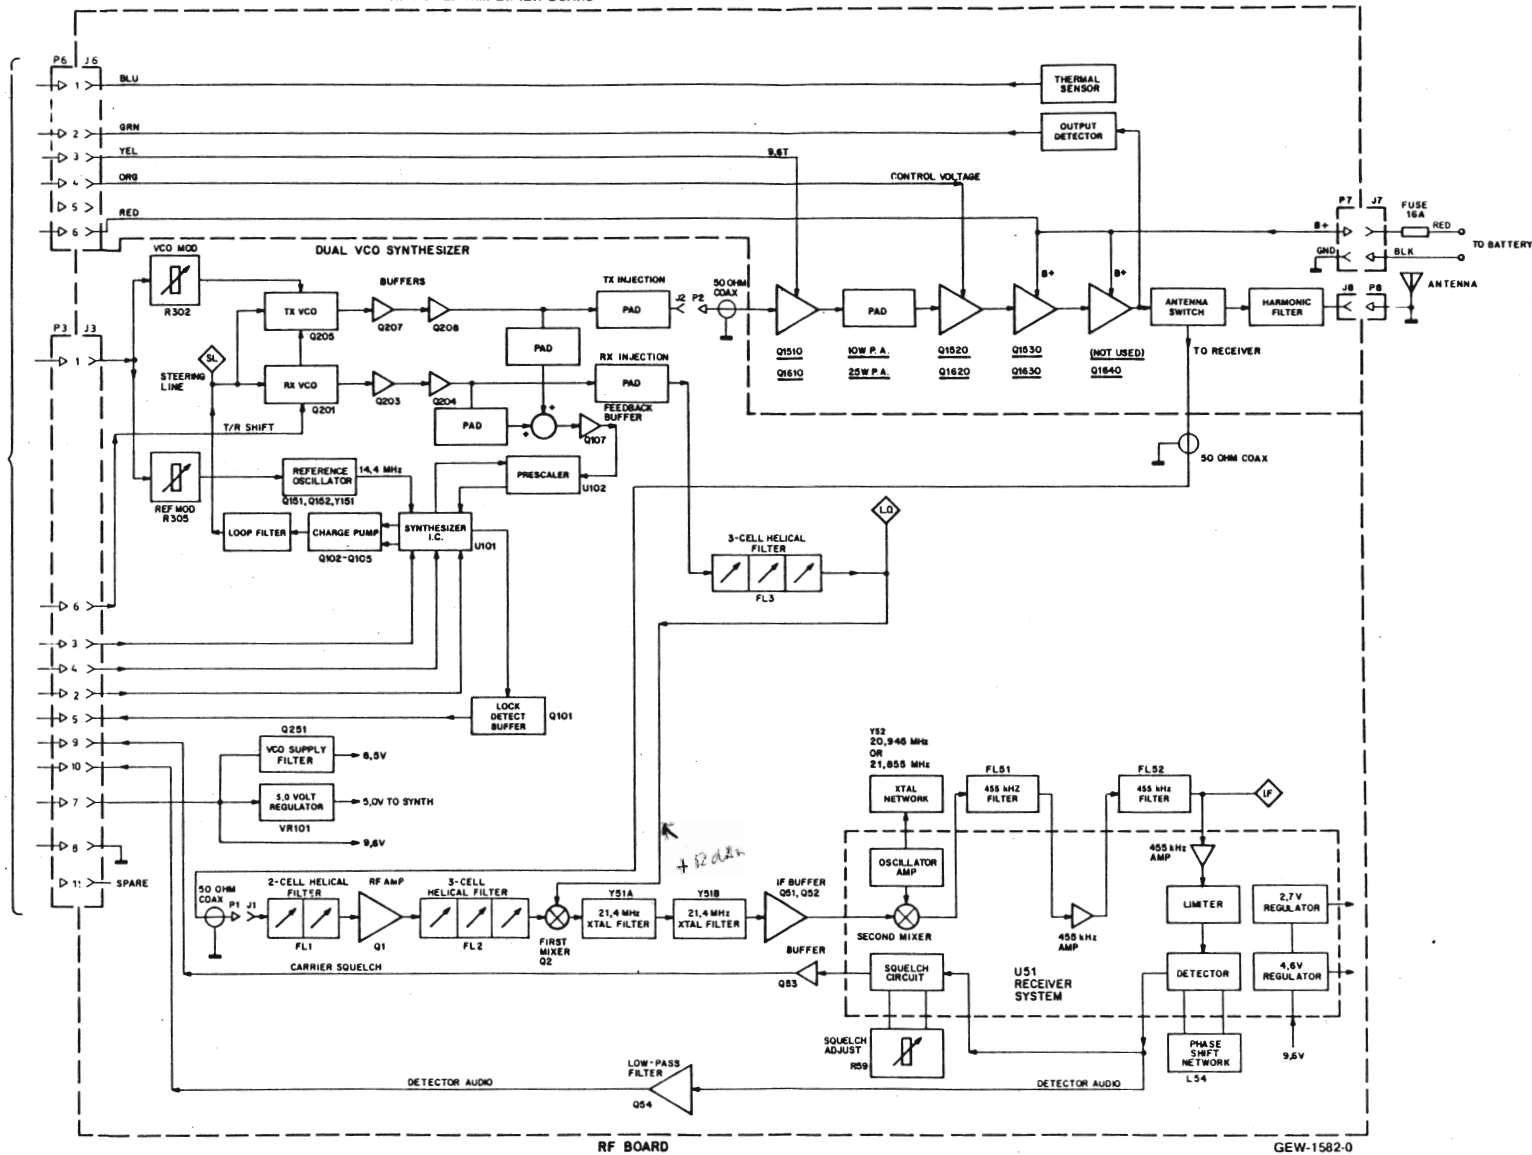 P6 J6
1 BLU
THERMAL
SENSOR
2 GRN
OUTPUT
DETECTOR
3 YEL
9,6T
4 ORG
CONTROL VOLTAGE
5
6 RED
P7 J7
FUSE
16A
B+
RED
GND
BLK
TO BATTERY
J8 P8
ANTENNA
DUAL VCO SYNTHESIZER
VCO MOD
R302
BUFFERS
TX VCO
Q205
Q207
Q208
TX INJECTION
PAD
J2 P2
50 OHM
COAX
B+
B+
PAD
ANTENNA
SWITCH
HARMONIC
FILTER
Q1510
Q1610
10W P.A.
25W P.A.
Q1520
Q1620
Q1530
Q1630
(NOT USED)
Q1640
TO RECEIVER
P3 J3
1
SL
STEERING
LINE
PAD
RX INJECTION
RX VCO
Q201
Q203
Q204
PAD
FEEDBACK
BUFFER
T/R SHIFT
PAD
+
+
Q107
50 OHM COAX
REF MOD
R305
REFERENCE
OSCILLATOR
14,4 MHz
Q151, Q152, Y151
PRESCALER
U102
LOOP FILTER
CHARGE PUMP
Q102-Q105
SYNTHESIZER
I.C.
U101
L.O.
3-CELL HELICAL
FILTER
FL3
6
3
4
2
5
LOCK
DETECT
BUFFER
Q101
9
10
Q251
VCO SUPPLY
FILTER
8,5V
7
5,0 VOLT
REGULATOR
5,0V TO SYNTH
VR101
9,6V
8
11 SPARE
Y52
20,946 MHz
OR
21,855 MHz
XTAL
NETWORK
FL51
455 kHZ
FILTER
FL52
455 kHz
FILTER
I.F
OSCILLATOR
AMP
455 kHz
AMP
50 OHM
COAX
P1 J1
2-CELL HELICAL
FILTER
FL1
RF AMP
Q1
3-CELL
HELICAL FILTER
FL2
FIRST
MIXER
Q2
Y51A
21,4 MHz
XTAL FILTER
Y51B
21,4 MHz
XTAL FILTER
IF BUFFER
Q51, Q52
SECOND MIXER
455 kHz
AMP
LIMITER
2,7V
REGULATOR
CARRIER SQUELCH
BUFFER
Q53
SQUELCH
CIRCUIT
U51
RECEIVER
SYSTEM
DETECTOR
4,6V
REGULATOR
SQUELCH
ADJUST
R59
PHASE
SHIFT
NETWORK
L54
9,6V
LOW-PASS
FILTER
Q54
DETECTOR AUDIO
DETECTOR AUDIO
RF BOARD
GEW-1582-0